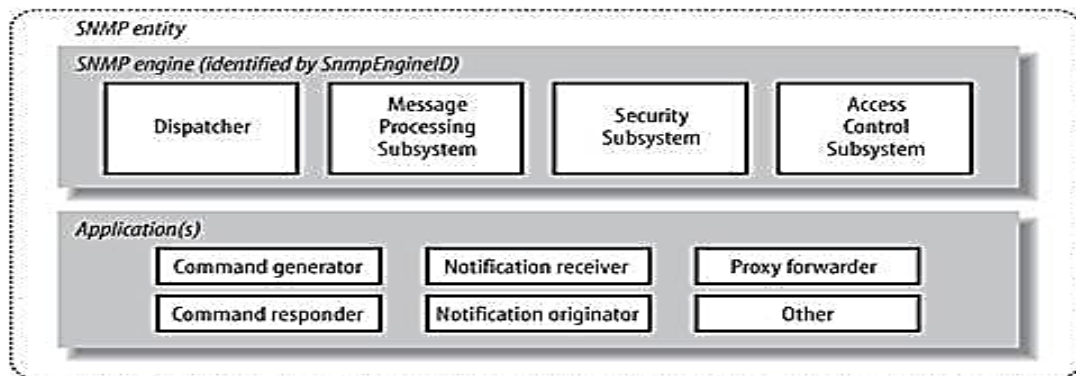 SNMP entity
SNMP engine (identified by SnmpEngineID)
Dispatcher
Message
Processing
Subsystem
Security
Subsystem
Access
Control
Subsystem
Application(s)
Command generator
Notification receiver
Proxy forwarder
Command responder
Notification originator
Other